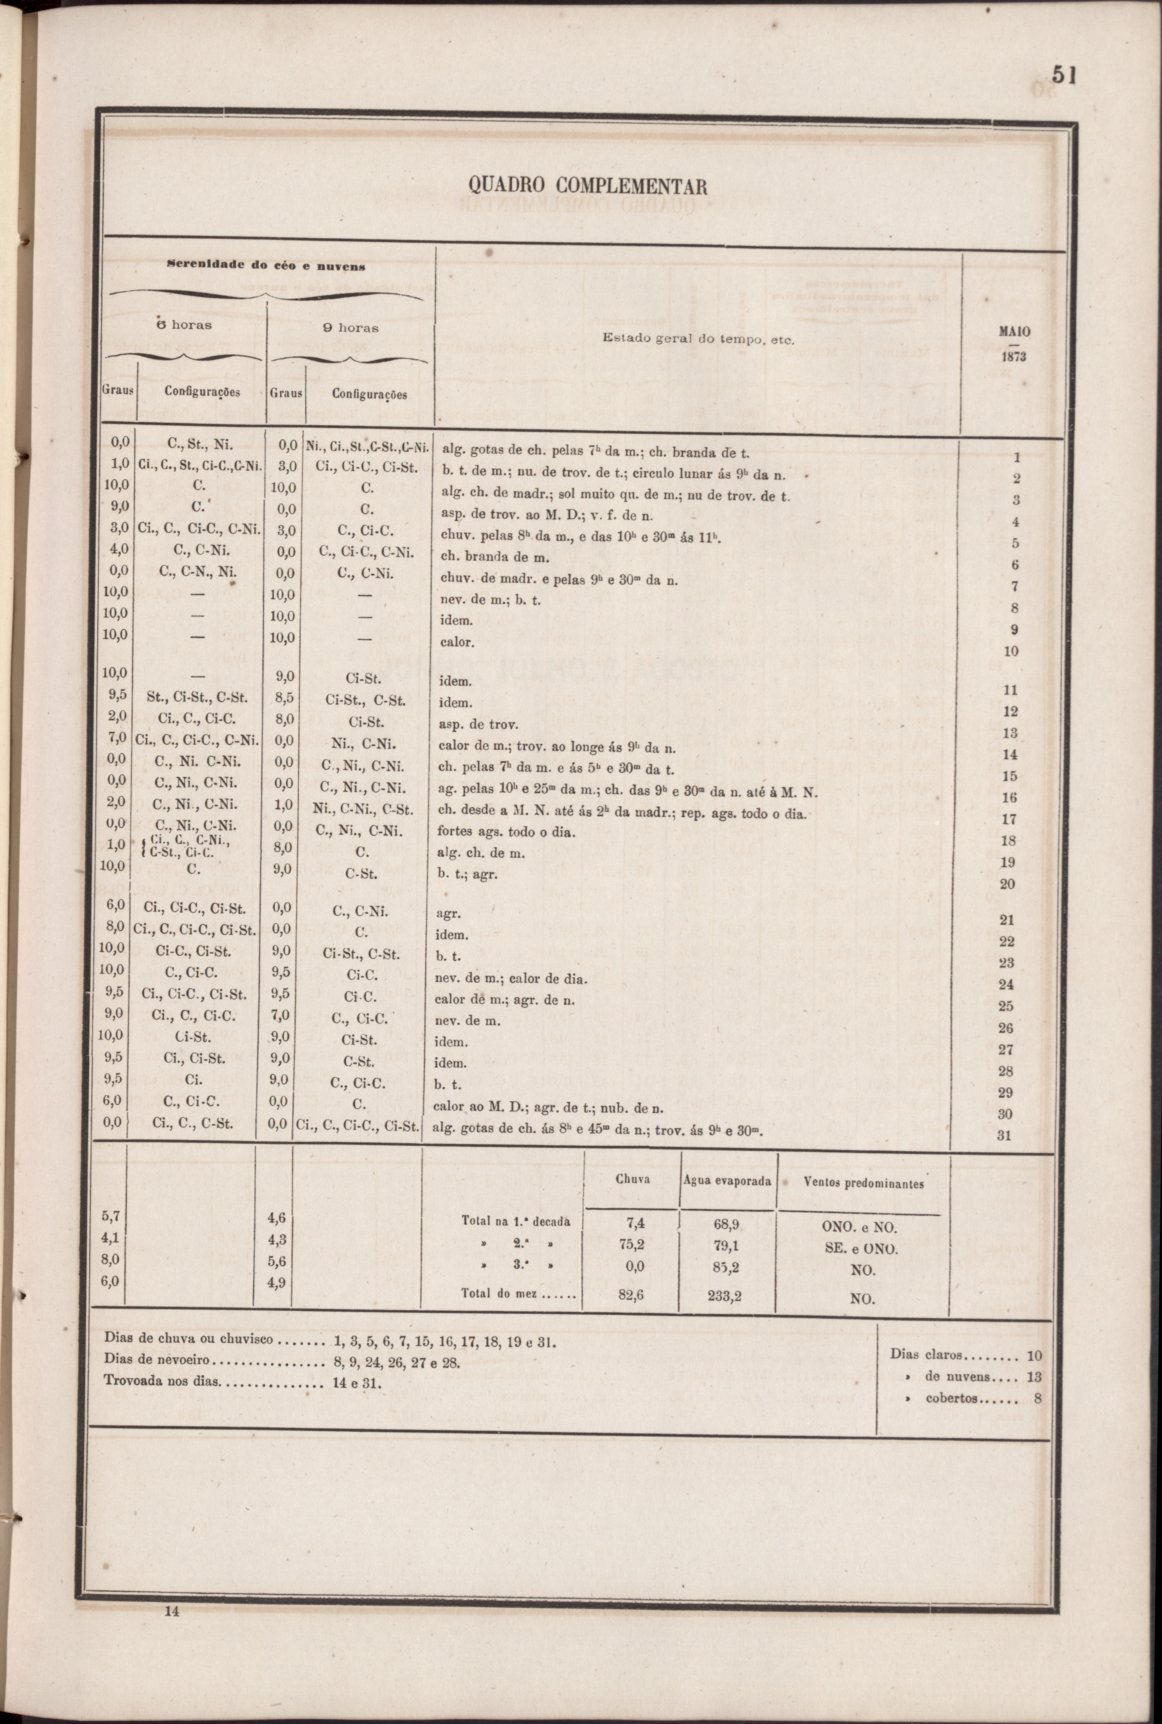 51
QUADRO COMPLEMENTAR
Serenidade do céo e nuvens
Estado geral do tempo, etc.
MAIO
1873
6 horas
9 horas
Graus Configurações Graus Configurações
0,0 C., St., Ni. 0,0 Ni., Ci.,St.,C-St.,C-Ni. alg. gotas de ch. pelas 7h da m.; ch. branda de t. 1
1,0 Ci., C., St., Ci-C.,C-Ni. 3,0 Ci., Ci-C., Ci-St. b. t. de m.; nu. de trov. de t.; circulo lunar ás 9h da n. 2
10,0 C. 10,0 C. alg. ch. de madr.; sol muito qu. de m.; nu de trov. de t. 3
9,0 C. 0,0 C. asp. de trov. ao M. D.; v. f. de n. 4
3,0 Ci., C., Ci-C., C-Ni. 3,0 C., Ci-C. chuv. pelas 8h da m., e das 10h e 30m ás 11h. 5
4,0 C., C-Ni. 0,0 C., Ci-C., C-Ni. ch. branda de m. 6
0,0 C., C-N., Ni. 0,0 C., C-Ni. chuv. de madr. e pelas 9h e 30m da n. 7
10,0 — 10,0 — nev. de m.; b. t. 8
10,0 — 10,0 — idem. 9
10,0 — 10,0 — calor. 10
10,0 — 9,0 Ci-St. idem. 11
9,5 St., Ci-St., C-St. 8,5 Ci-St., C-St. idem. 12
2,0 Ci., C., Ci-C. 8,0 Ci-St. asp. de trov. 13
7,0 Ci., C., Ci-C., C-Ni. 0,0 Ni., C-Ni. calor de m.; trov. ao longe ás 9h da n. 14
0,0 C., Ni. C-Ni. 0,0 C., Ni., C-Ni. ch. pelas 7h da m. e ás 5h e 30m da t. 15
0,0 C., Ni., C-Ni. 0,0 C., Ni., C-Ni. ag. pelas 10h e 25m da m.; ch. das 9h e 30m da n. até á M. N. 16
2,0 C., Ni., C-Ni. 1,0 Ni., C-Ni., C-St. ch. desde a M. N. até ás 2h da madr.; rep. ags. todo o dia. 17
0,0 C., Ni., C-Ni. 0,0 C., Ni., C-Ni. fortes ags. todo o dia. 18
1,0 { Ci., C., C-Ni., C-St., Ci-C. 8,0 C. alg. ch. de m. 19
10,0 C. 9,0 C-St. b. t.; agr. 20
6,0 Ci., Ci-C., Ci-St. 0,0 C., C-Ni. agr. 21
8,0 Ci., C., Ci-C., Ci-St. 0,0 C. idem. 22
10,0 Ci-C., Ci-St. 9,0 Ci-St., C-St. b. t. 23
10,0 C., Ci-C. 9,5 Ci-C. nev. de m.; calor de dia. 24
9,5 Ci., Ci-C., Ci-St. 9,5 Ci-C. calor de m.; agr. de n. 25
9,0 Ci., C., Ci-C. 7,0 C., Ci-C. nev. de m. 26
10,0 Ci-St. 9,0 Ci-St. idem. 27
9,5 Ci., Ci-St. 9,0 C-St. idem. 28
9,5 Ci. 9,0 C., Ci-C. b. t. 29
6,0 C., Ci-C. 0,0 C. calor ao M. D.; agr. de t.; nub. de n. 30
0,0 Ci., C., C-St. 0,0 Ci., C., Ci-C., Ci-St. alg. gotas de ch. ás 8h e 45m da n.; trov. ás 9h e 30m. 31
Chuva Agua evaporada Ventos predominantes
5,7 4,6 Total na 1.ª decada 7,4 68,9 ONO. e NO.
4,1 4,3 » 2.ª » 75,2 79,1 SE. e ONO.
8,0 5,6 » 3.ª » 0,0 85,2 NO.
6,0 4,9 Total do mez ...... 82,6 233,2 NO.
Dias de chuva ou chuvisco ....... 1, 3, 5, 6, 7, 15, 16, 17, 18, 19 e 31.
Dias de nevoeiro................ 8, 9, 24, 26, 27 e 28.
Trovoada nos dias............... 14 e 31.
Dias claros........ 10
» de nuvens.... 13
» cobertos...... 8
14